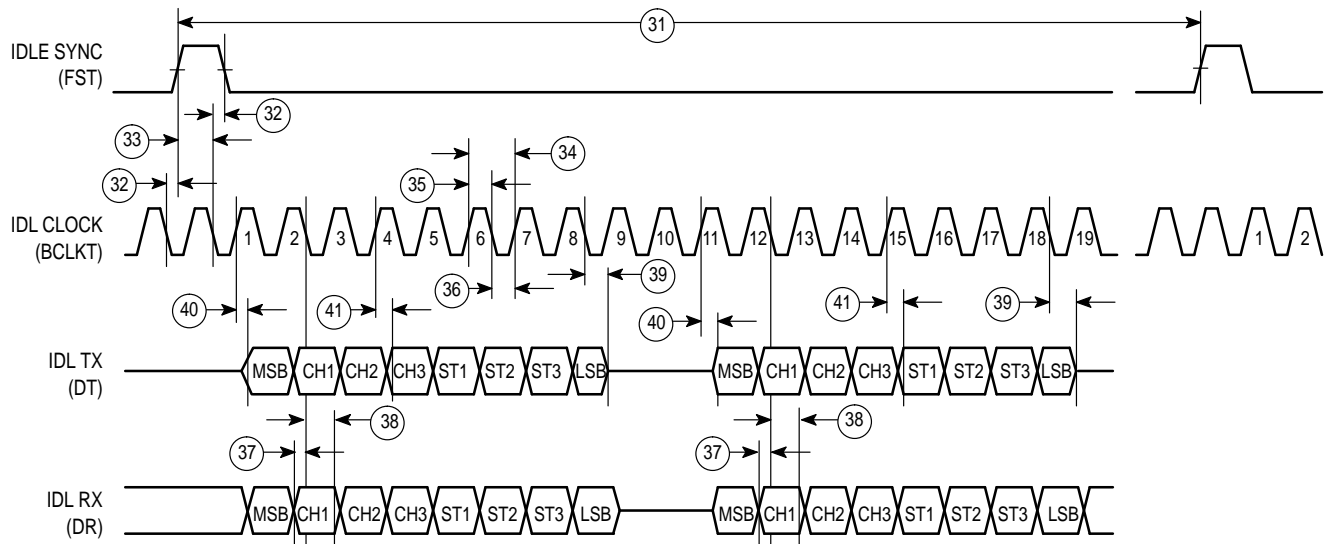 31
IDLE SYNC
(FST)
32
33
34
35
32
IDL CLOCK
(BCLKT)
1 2 3 4 5 6 7 8 9 10 11 12 13 14 15 16 17 18 19 1 2
39
36
40 41 41 39
40
IDL TX
(DT)
MSB CH1 CH2 CH3 ST1 ST2 ST3 LSB MSB CH1 CH2 CH3 ST1 ST2 ST3 LSB
38 38
37 37
IDL RX
(DR)
MSB CH1 CH2 CH3 ST1 ST2 ST3 LSB MSB CH1 CH2 CH3 ST1 ST2 ST3 LSB